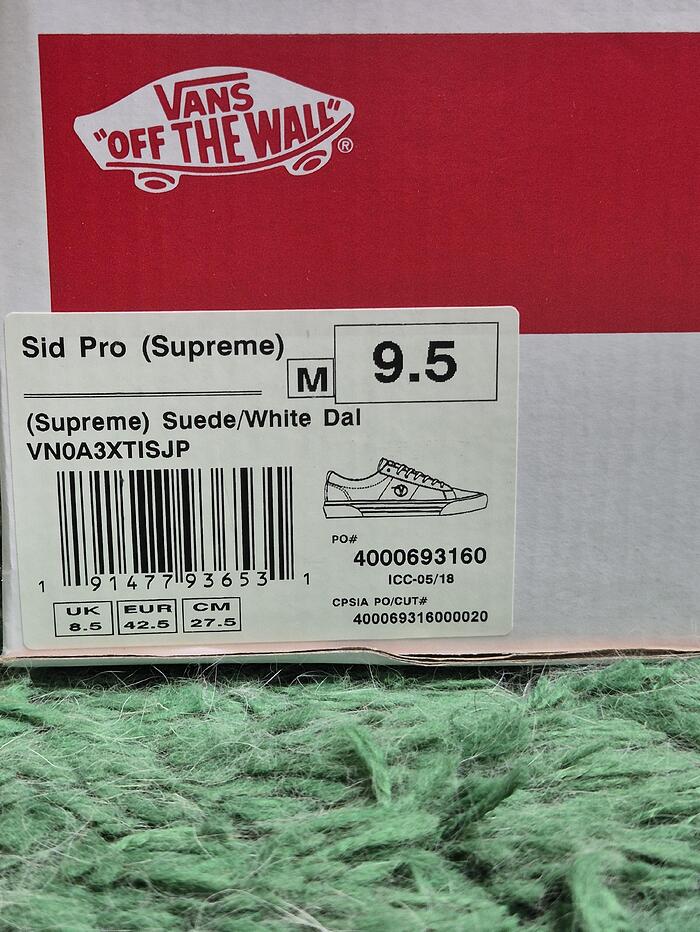 VANS
"OFF THE WALL"®
Sid Pro (Supreme)
M
9.5
(Supreme) Suede/White Dal
VN0A3XTISJP
PO#
4000693160
ICC-05/18
1 91477 93653 1
CPSIA PO/CUT#
400069316000020
UK EUR CM
8.5 42.5 27.5